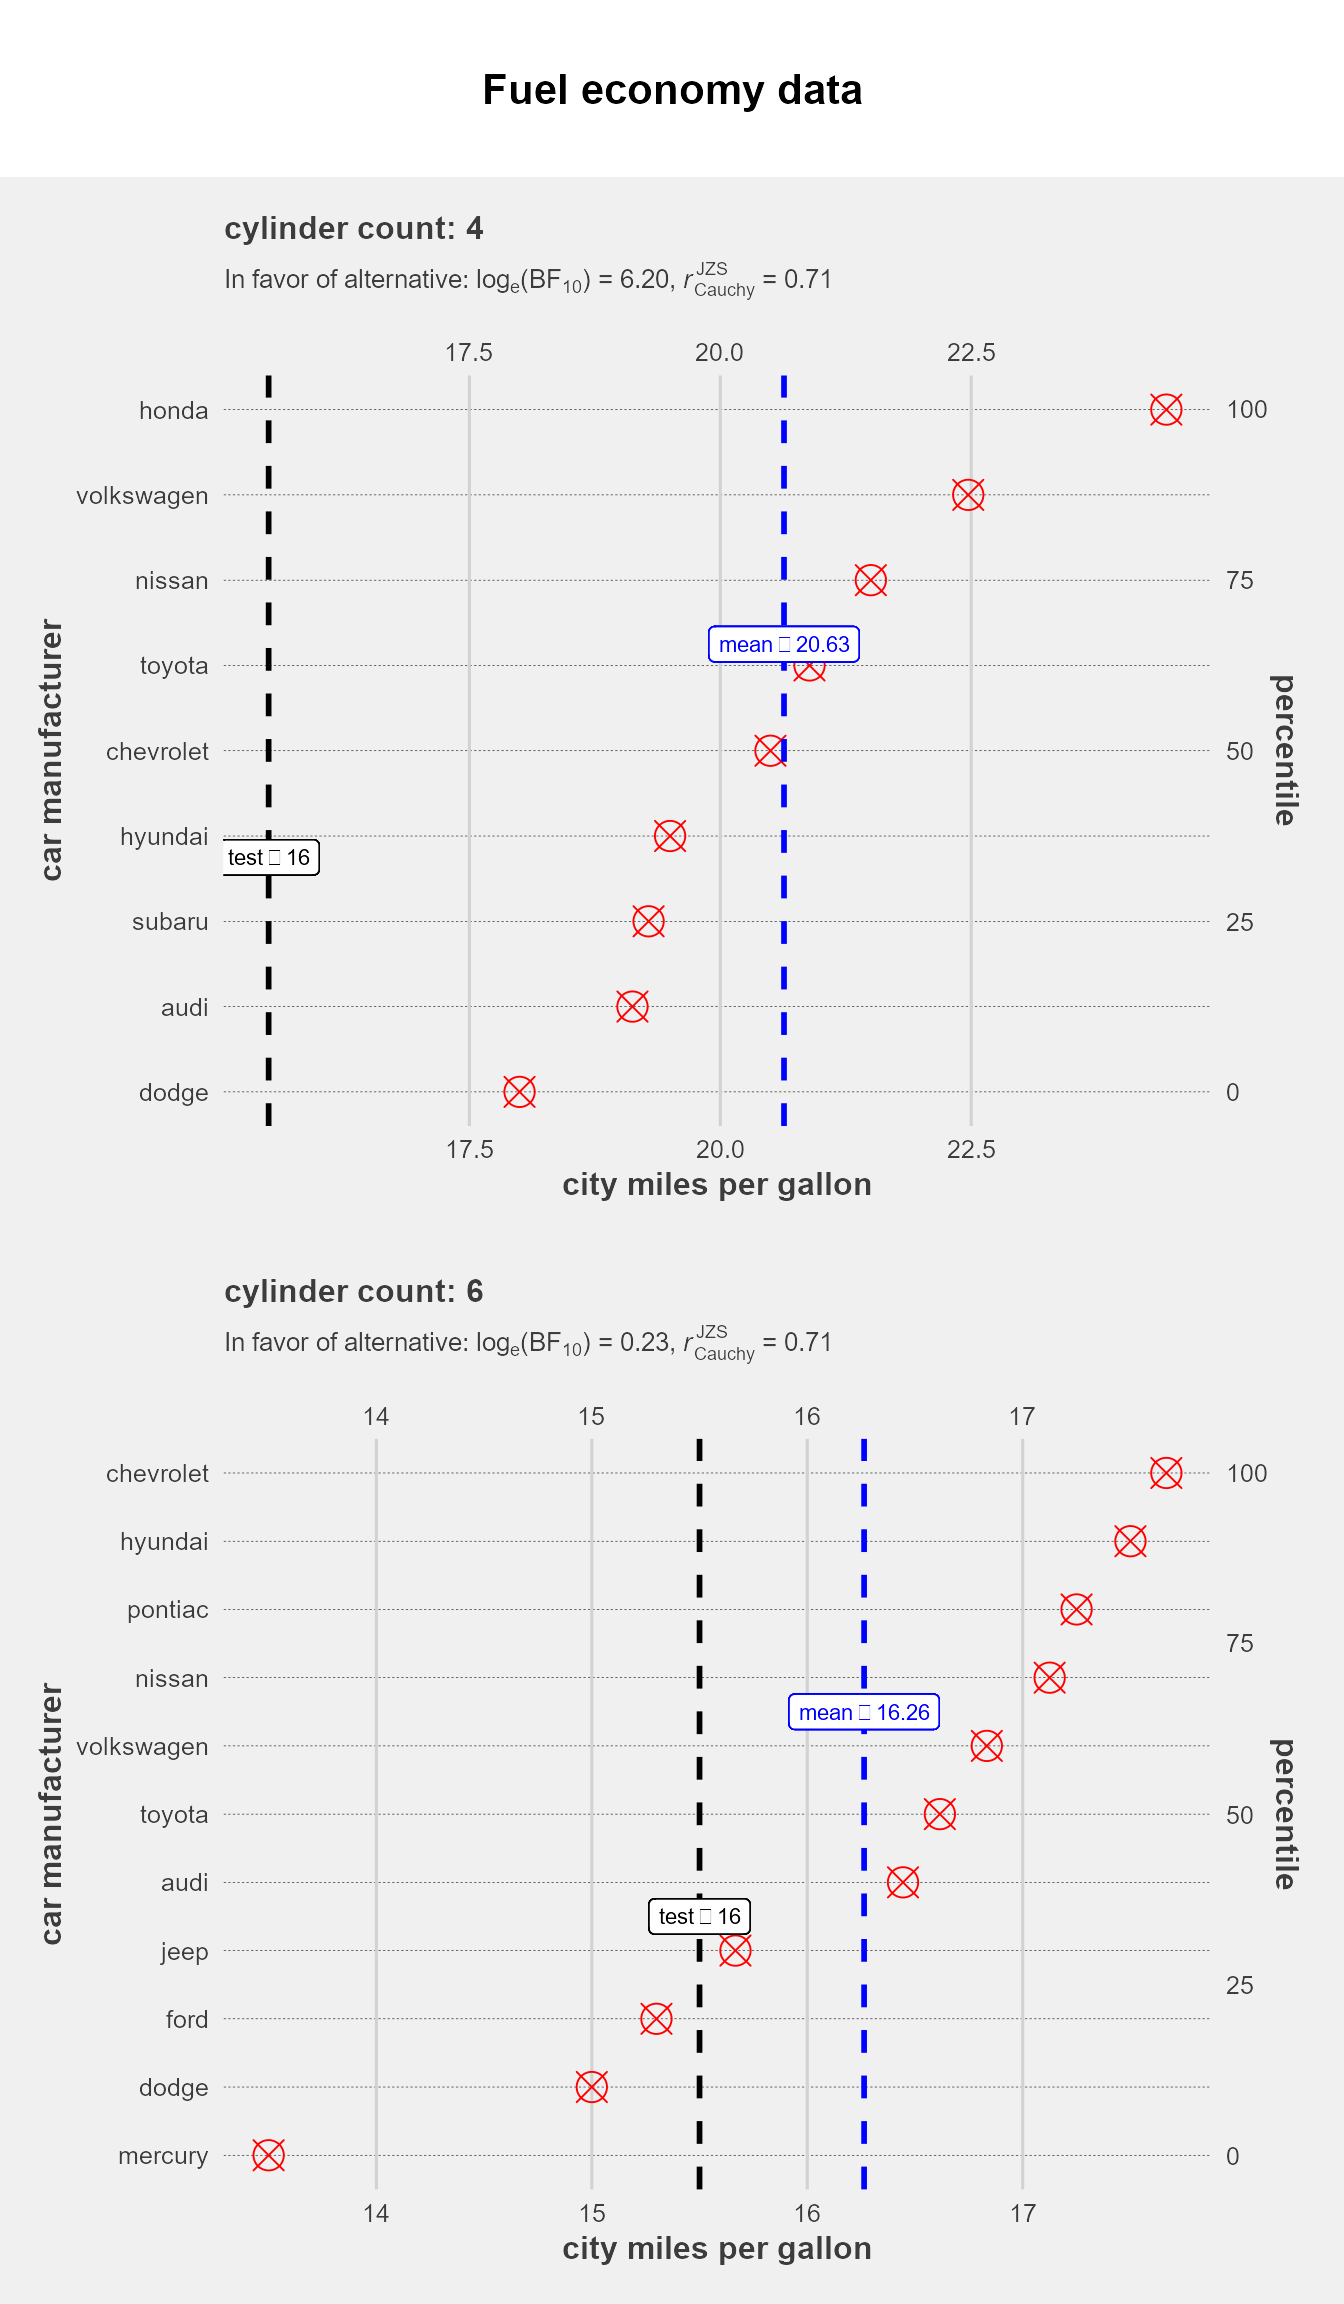 Fuel economy data
cylinder count: 4
In favor of alternative: logₑ(BF₁₀) = 6.20, r JZS Cauchy = 0.71
17.5 20.0 22.5
honda 100
volkswagen
nissan 75
mean □ 20.63
toyota
chevrolet 50
hyundai
test □ 16
subaru 25
audi
dodge 0
17.5 20.0 22.5
city miles per gallon
car manufacturer
percentile
cylinder count: 6
In favor of alternative: logₑ(BF₁₀) = 0.23, r JZS Cauchy = 0.71
14 15 16 17
chevrolet 100
hyundai
pontiac
75
nissan
mean □ 16.26
volkswagen
toyota 50
audi
test □ 16
jeep
25
ford
dodge
mercury 0
14 15 16 17
city miles per gallon
car manufacturer
percentile